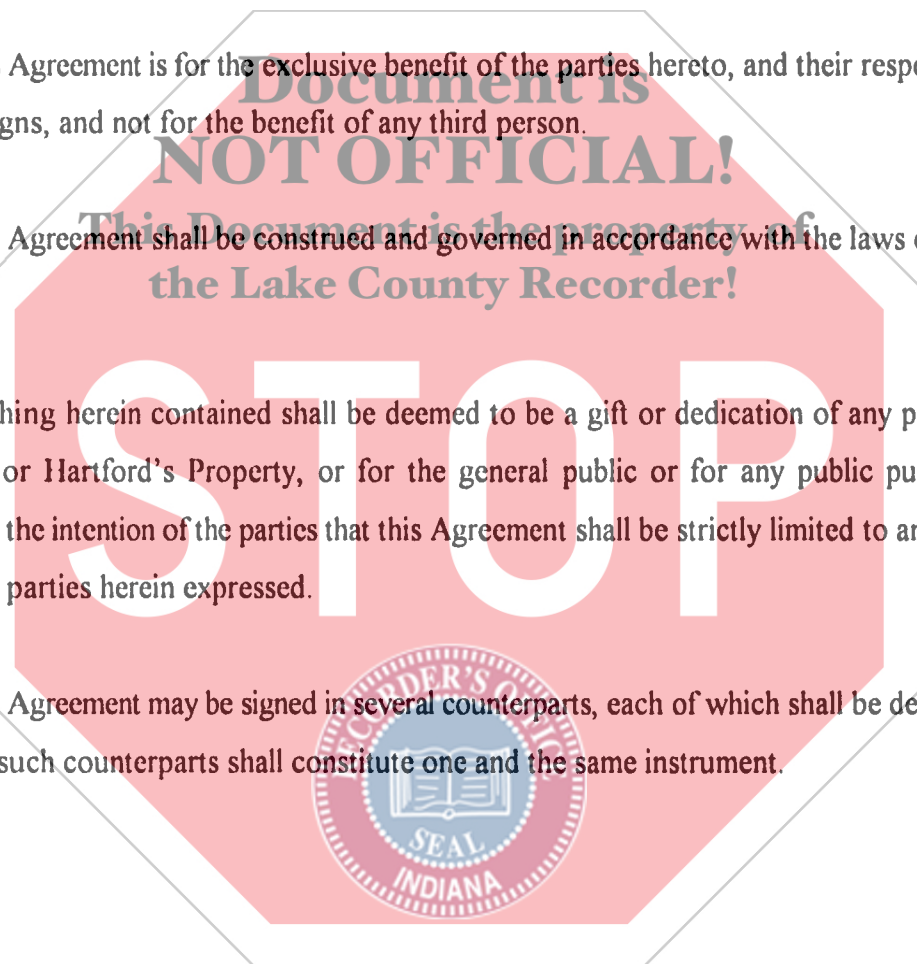 Agreement is for the exclusive benefit of the parties hereto, and their respe
Document is
gns, and not for the benefit of any third person.
NOT OFFICIAL!
This Document is the property of
Agreement shall be construed and governed in accordance with the laws
the Lake County Recorder!
STOP
hing herein contained shall be deemed to be a gift or dedication of any p
or Hartford's Property, or for the general public or for any public pu
the intention of the parties that this Agreement shall be strictly limited to a
parties herein expressed.
RECORDER'S OFFICE
Agreement may be signed in several counterparts, each of which shall be de
such counterparts shall constitute one and the same instrument.
SEAL
INDIANA